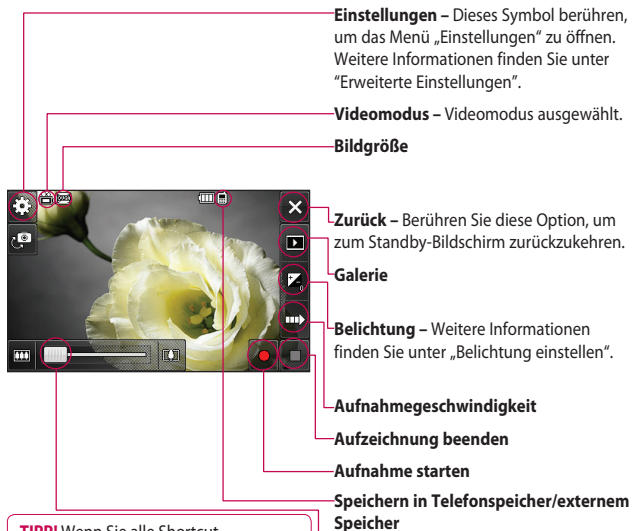 Einstellungen – Dieses Symbol berühren,
um das Menü „Einstellungen“ zu öffnen.
Weitere Informationen finden Sie unter
“Erweiterte Einstellungen”.
Videomodus – Videomodus ausgewählt.
Bildgröße
Zurück – Berühren Sie diese Option, um
zum Standby-Bildschirm zurückzukehren.
Galerie
Belichtung – Weitere Informationen
finden Sie unter „Belichtung einstellen“.
Aufnahmegeschwindigkeit
Aufzeichnung beenden
Aufnahme starten
Speichern in Telefonspeicher/externem
Speicher
TIPP! Wenn Sie alle Shortcut-